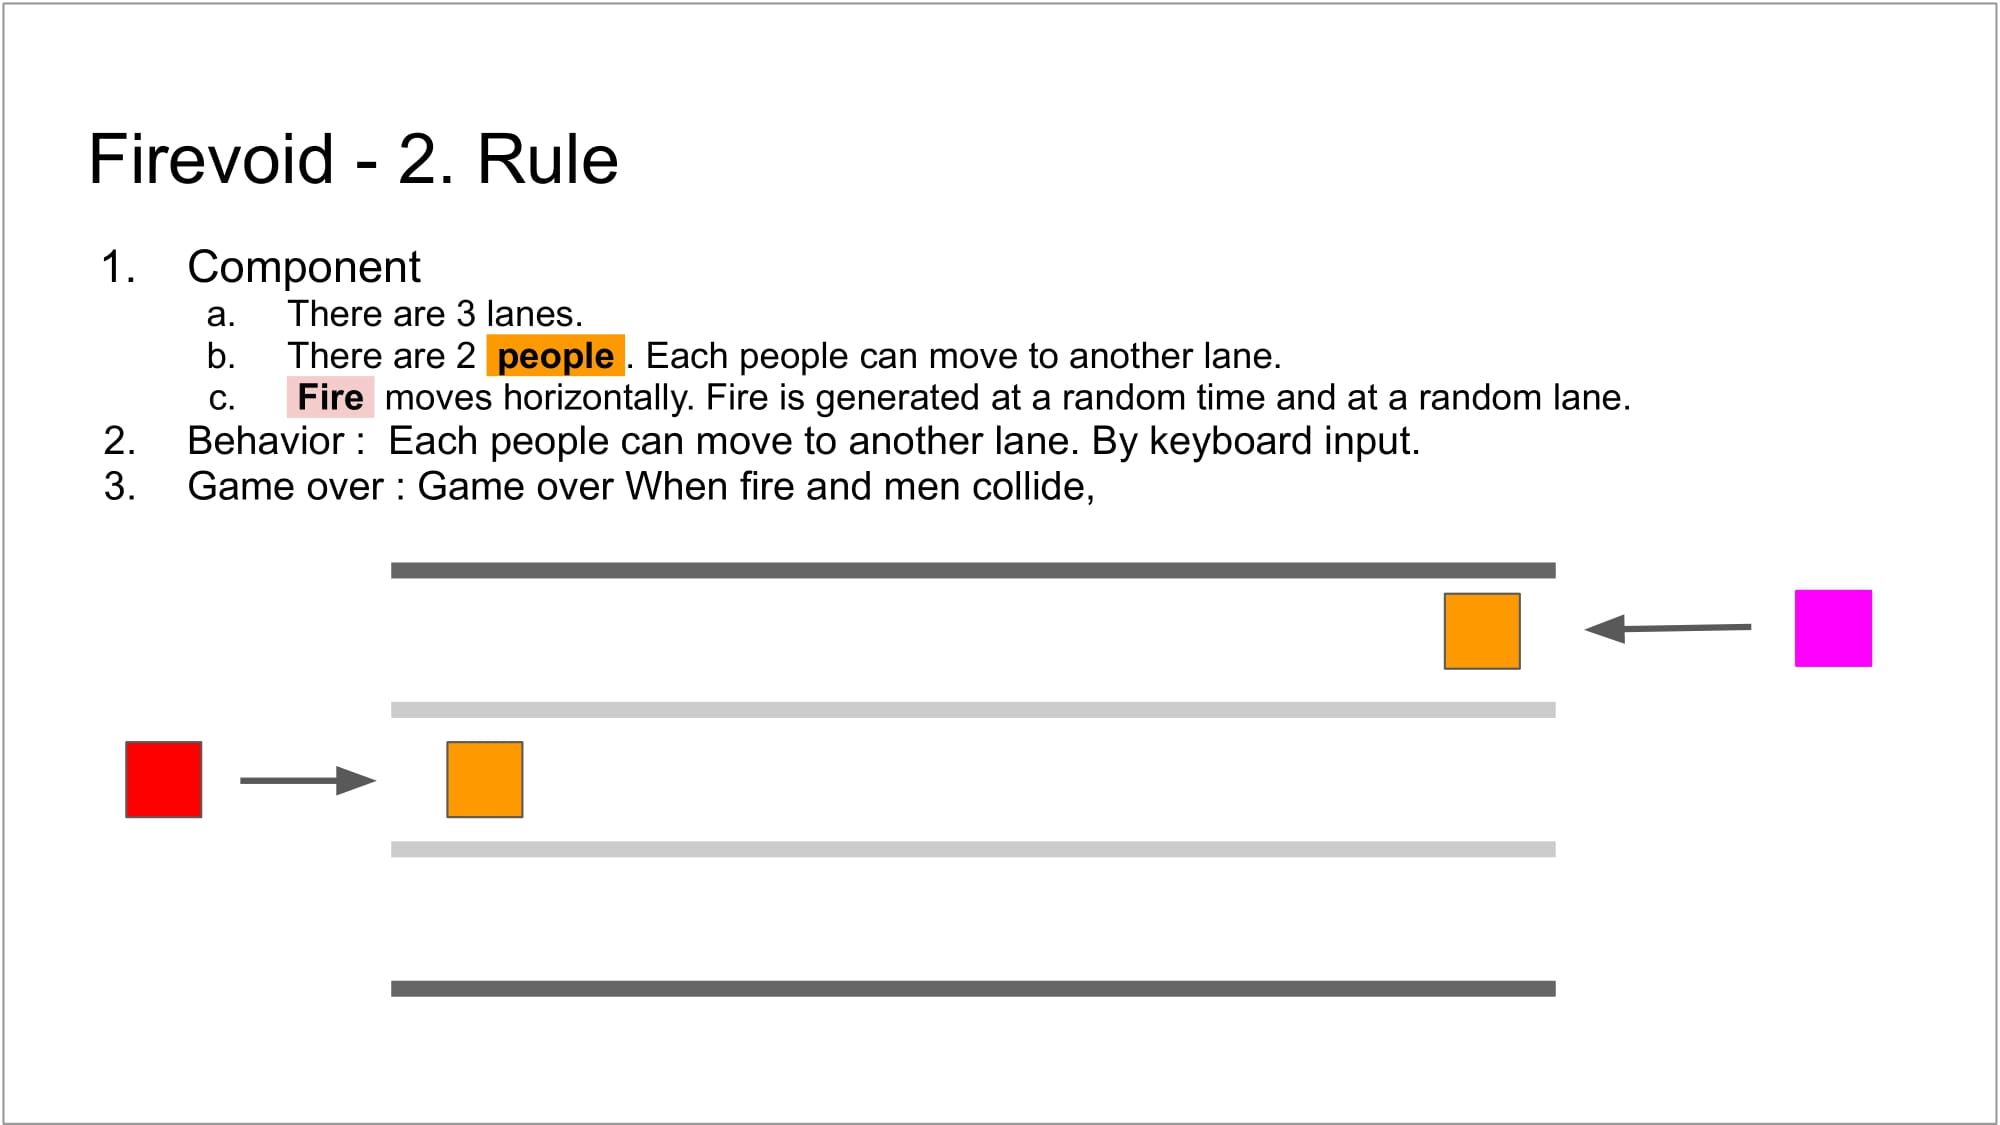 Firevoid - 2. Rule
1. Component
a. There are 3 lanes.
b. There are 2 people . Each people can move to another lane.
c. Fire moves horizontally. Fire is generated at a random time and at a random lane.
2. Behavior : Each people can move to another lane. By keyboard input.
3. Game over : Game over When fire and men collide,